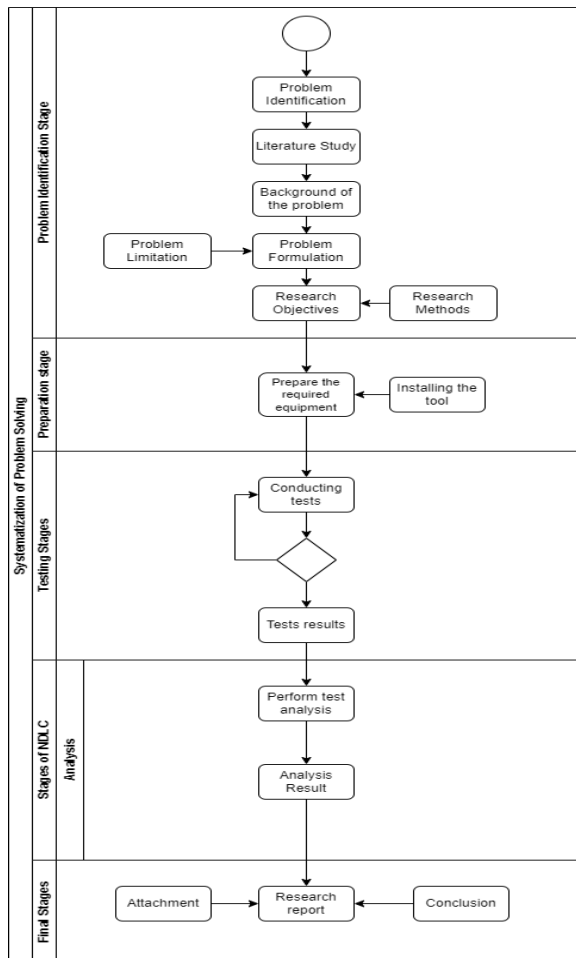 Systematization of Problem Solving
Problem Identification Stage
Problem
Identification
Literature Study
Background of
the problem
Problem
Limitation
Problem
Formulation
Research
Objectives
Research
Methods
Preparation stage
Prepare the
required
equipment
Installing the
tool
Testing Stages
Conducting
tests
Tests results
Stages of NDLC
Analysis
Perform test
analysis
Analysis
Result
Final Stages
Attachment
Research
report
Conclusion